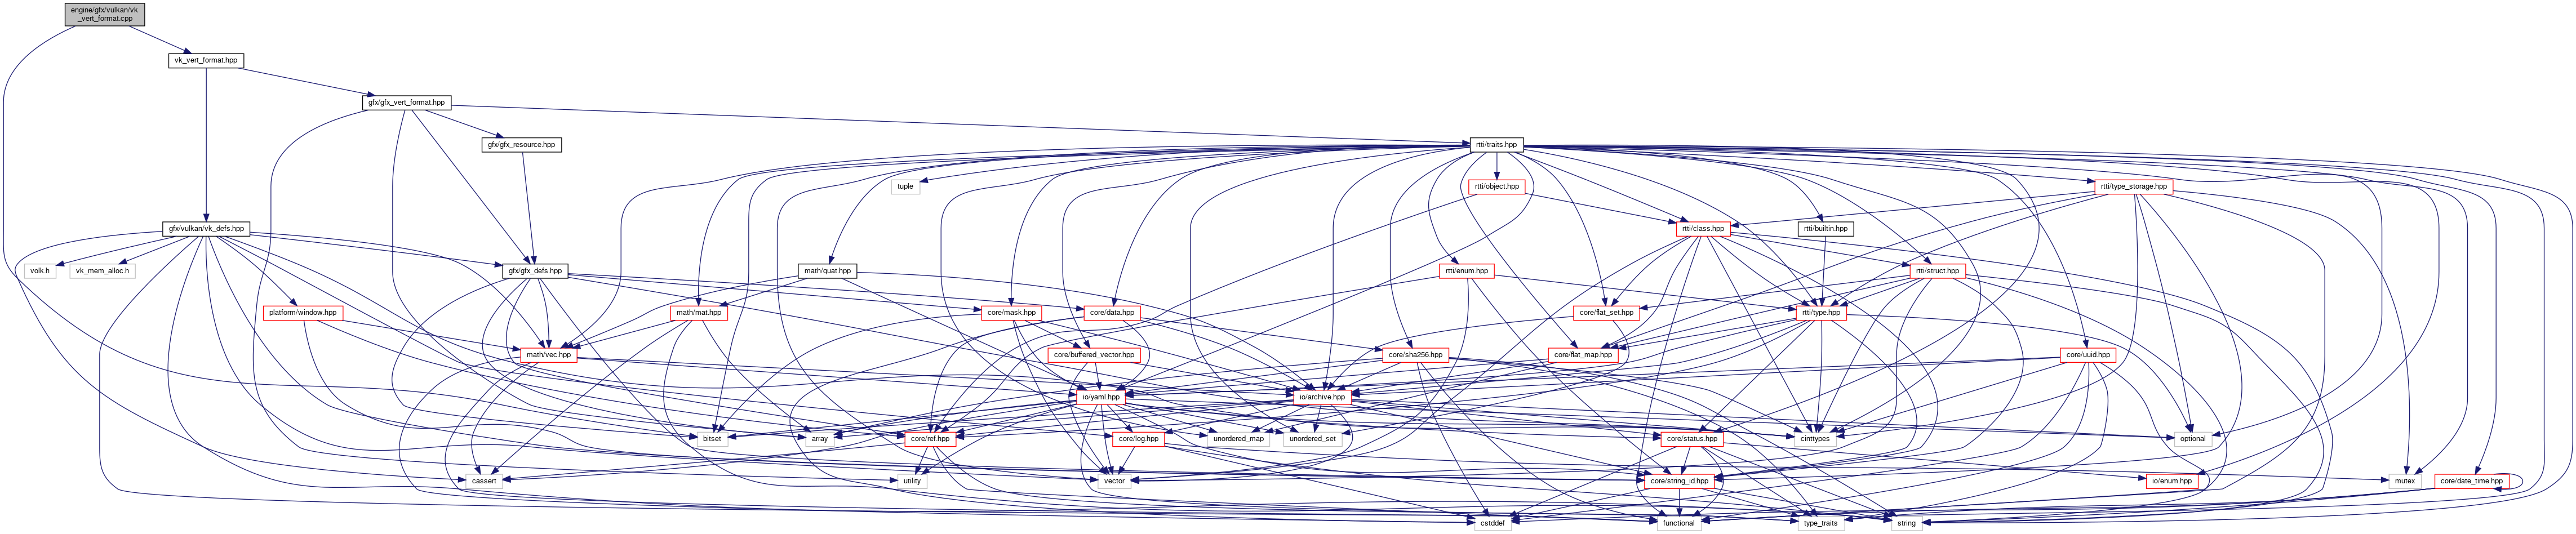 engine/gfx/vulkan/vk
_vert_format.cpp
vk_vert_format.hpp
gfx/gfx_vert_format.hpp
gfx/gfx_resource.hpp
rtti/traits.hpp
tuple
rtti/object.hpp
rtti/type_storage.hpp
gfx/vulkan/vk_defs.hpp
rtti/class.hpp
rtti/builtin.hpp
volk.h
vk_mem_alloc.h
gfx/gfx_defs.hpp
math/quat.hpp
rtti/enum.hpp
rtti/struct.hpp
platform/window.hpp
math/mat.hpp
core/mask.hpp
core/data.hpp
core/flat_set.hpp
rtti/type.hpp
math/vec.hpp
core/buffered_vector.hpp
core/sha256.hpp
core/flat_map.hpp
core/uuid.hpp
io/yaml.hpp
io/archive.hpp
bitset
array
core/ref.hpp
core/log.hpp
unordered_map
unordered_set
core/status.hpp
cinttypes
optional
cassert
utility
vector
core/string_id.hpp
io/enum.hpp
mutex
core/date_time.hpp
cstddef
functional
type_traits
string